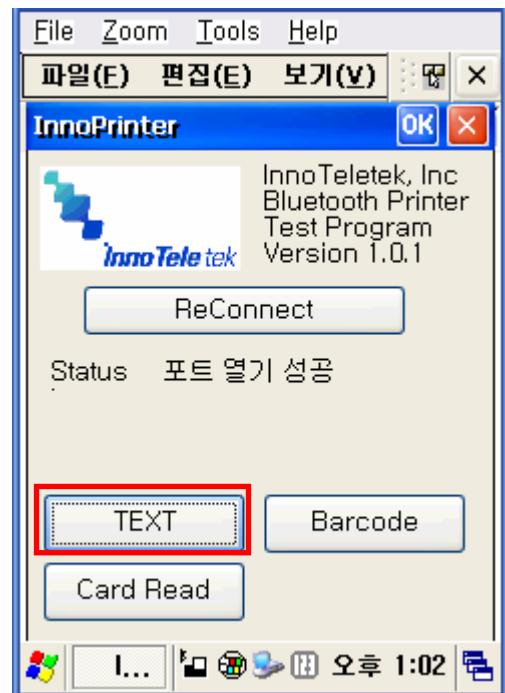 File Zoom Tools Help
파일(F) 편집(E) 보기(V)
InnoPrinter OK
InnoTeletek, Inc
Bluetooth Printer
Test Program
Version 1.0.1
InnoTeletek
ReConnect
Status 포트 열기 성공
TEXT Barcode
Card Read
I... 오후 1:02